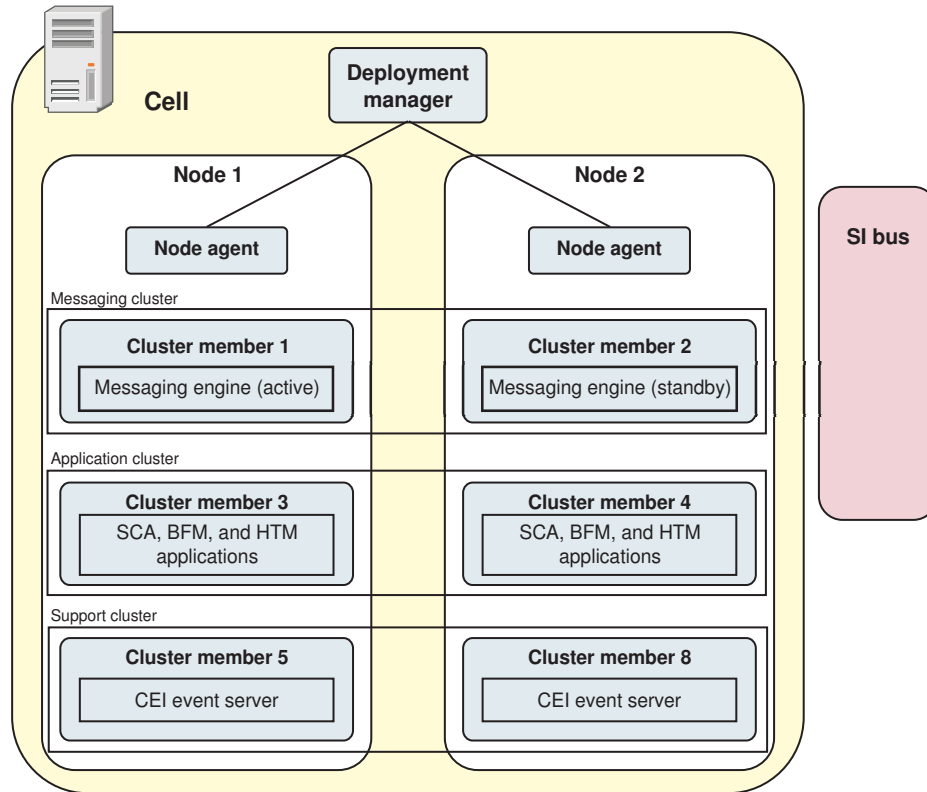 Cell
Deployment
manager
Node 1
Node 2
SI bus
Node agent
Node agent
Messaging cluster
Cluster member 1
Cluster member 2
Messaging engine (active)
Messaging engine (standby)
Application cluster
Cluster member 3
Cluster member 4
SCA, BFM, and HTM
applications
SCA, BFM, and HTM
applications
Support cluster
Cluster member 5
Cluster member 8
CEI event server
CEI event server